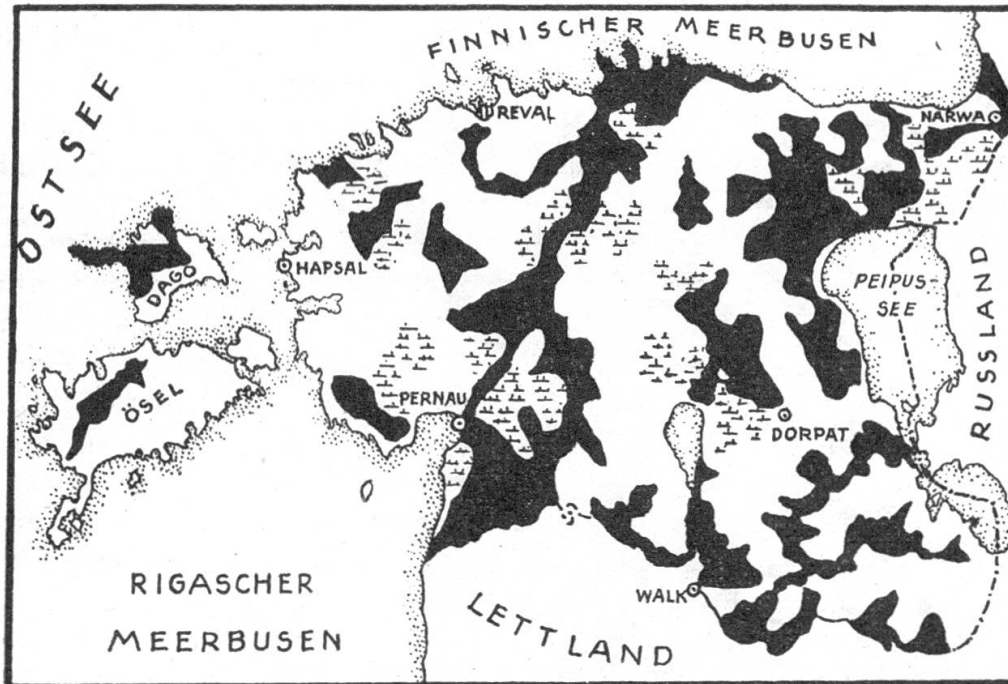 FINNISCHER MEERBUSEN
OSTSEE
REVAL
NARWA
HAPSAL
DAGO
PEIPUS-
SEE
RUSSLAND
ÖSEL
PERNAU
DORPAT
WALK
RIGASCHER
MEERBUSEN
LETTLAND